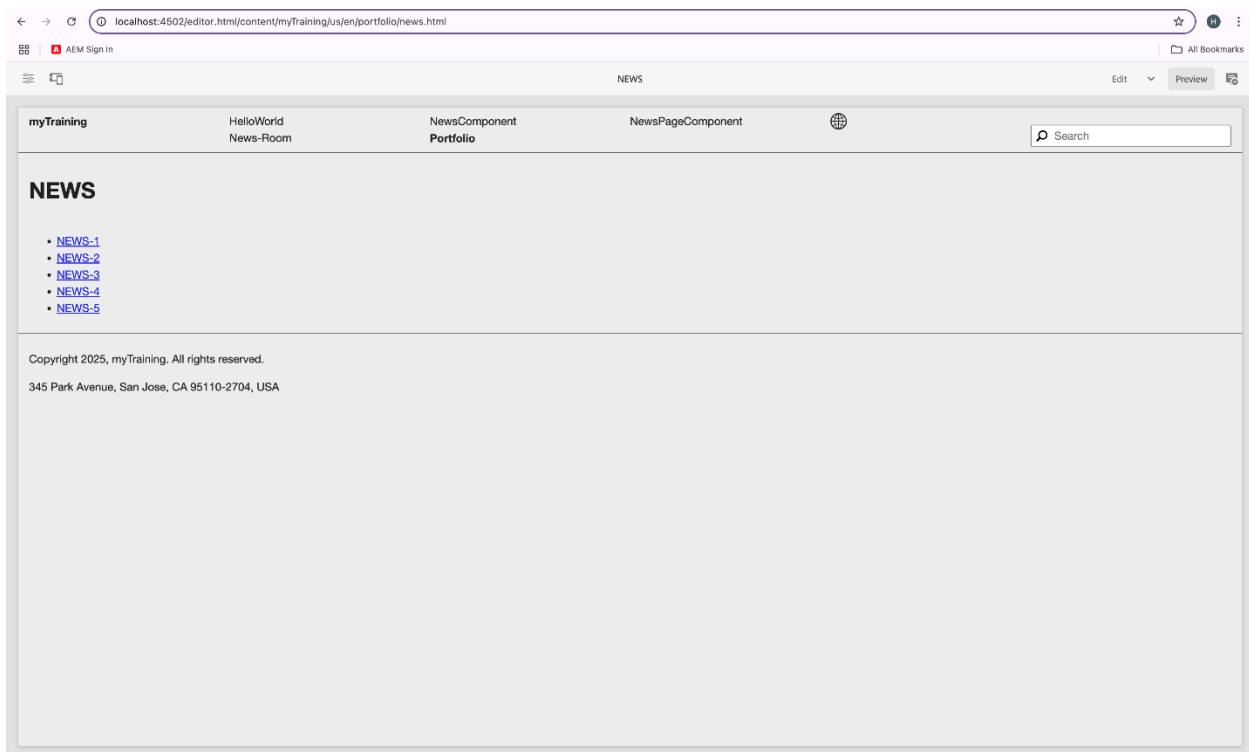 localhost:4502/editor.html/content/myTraining/us/en/portfolio/news.html
H
AEM Sign In
All Bookmarks
NEWS
Edit
Preview
myTraining
HelloWorld
NewsComponent
NewsPageComponent
News-Room
Portfolio
Search
NEWS
• NEWS-1
• NEWS-2
• NEWS-3
• NEWS-4
• NEWS-5
Copyright 2025, myTraining. All rights reserved.
345 Park Avenue, San Jose, CA 95110-2704, USA